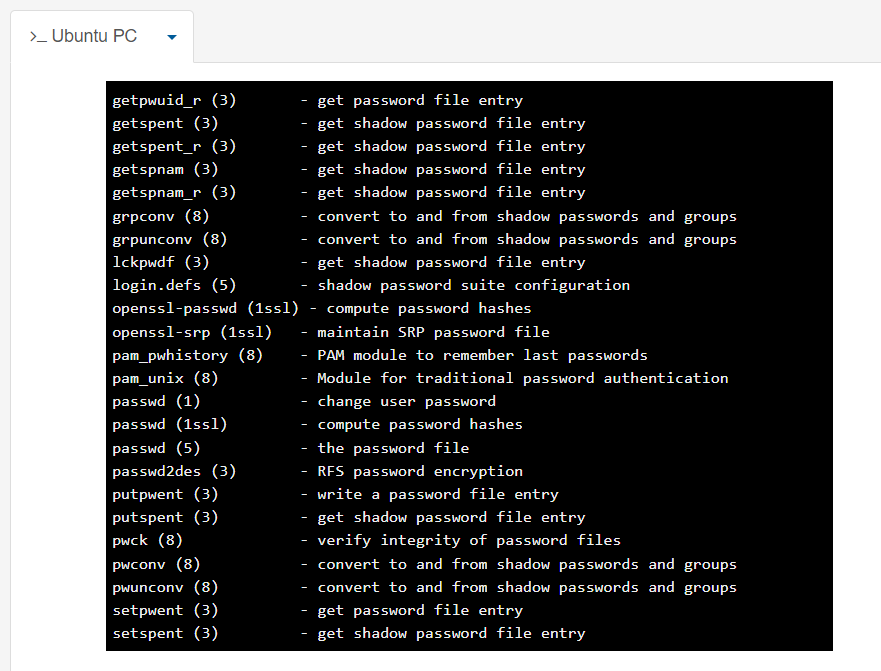 >_ Ubuntu PC
getpwuid_r (3) - get password file entry
getspent (3) - get shadow password file entry
getspent_r (3) - get shadow password file entry
getspnam (3) - get shadow password file entry
getspnam_r (3) - get shadow password file entry
grpconv (8) - convert to and from shadow passwords and groups
grpunconv (8) - convert to and from shadow passwords and groups
lckpwdf (3) - get shadow password file entry
login.defs (5) - shadow password suite configuration
openssl-passwd (1ssl) - compute password hashes
openssl-srp (1ssl) - maintain SRP password file
pam_pwhistory (8) - PAM module to remember last passwords
pam_unix (8) - Module for traditional password authentication
passwd (1) - change user password
passwd (1ssl) - compute password hashes
passwd (5) - the password file
passwd2des (3) - RFS password encryption
putpwent (3) - write a password file entry
putspent (3) - get shadow password file entry
pwck (8) - verify integrity of password files
pwconv (8) - convert to and from shadow passwords and groups
pwunconv (8) - convert to and from shadow passwords and groups
setpwent (3) - get password file entry
setspent (3) - get shadow password file entry